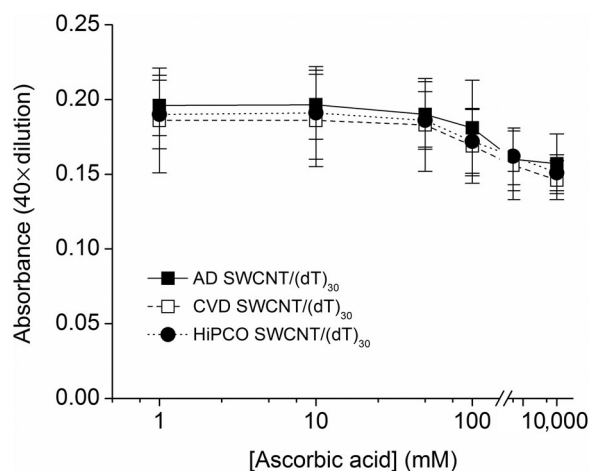 0.25
0.20
0.15
0.10
0.05
0.00
Absorbance (40×dilution)
AD SWCNT/(dT)₃₀
CVD SWCNT/(dT)₃₀
HiPCO SWCNT/(dT)₃₀
1 10 100 10,000
[Ascorbic acid] (mM)